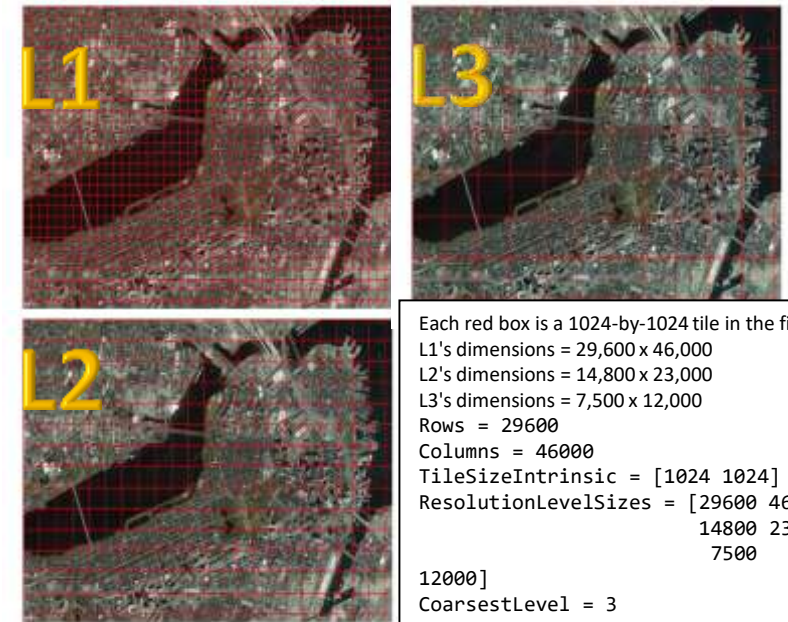 L1
L3
L2
Each red box is a 1024-by-1024 tile in the fi
L1's dimensions = 29,600 x 46,000
L2's dimensions = 14,800 x 23,000
L3's dimensions = 7,500 x 12,000
Rows = 29600
Columns = 46000
TileSizeIntrinsic = [1024 1024]
ResolutionLevelSizes = [29600 46
14800 23
7500
12000]
CoarsestLevel = 3